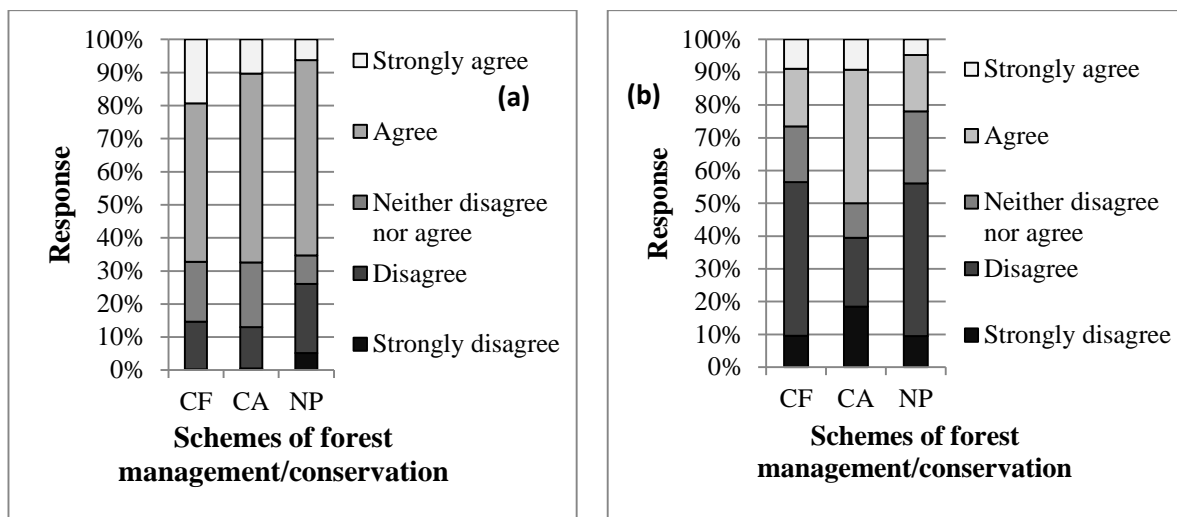 100%
90%
80%
70%
60%
50%
40%
30%
20%
10%
0%
Response
CF CA NP
Schemes of forest
management/conservation
Strongly agree
(a)
Agree
Neither disagree
nor agree
Disagree
Strongly disagree
100%
90%
80%
70%
60%
50%
40%
30%
20%
10%
0%
(b)
Response
CF CA NP
Schemes of forest
management/conservation
Strongly agree
Agree
Neither disagree
nor agree
Disagree
Strongly disagree